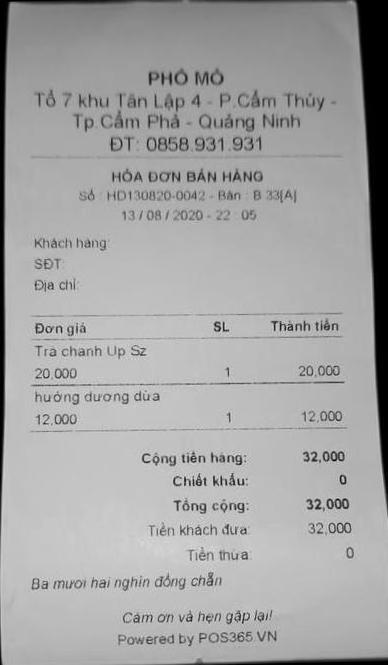 PHỐ MÒ
Tổ 7 khu Tân Lập 4 - P.Cẩm Thủy -
Tp.Cẩm Phả - Quảng Ninh
ĐT: 0858.931.931
HÓA ĐƠN BÁN HÀNG
Số : HD130820-0042 - Bàn : B 33[A]
13 / 08 / 2020 - 22 : 05
Khách hàng:
SĐT:
Địa chỉ:
Đơn giá SL Thành tiền
Trà chanh Up Sz
20,000 1 20,000
hướng dương dừa
12,000 1 12,000
Cộng tiền hàng: 32,000
Chiết khấu: 0
Tổng cộng: 32,000
Tiền khách đưa: 32,000
Tiền thừa: 0
Ba mươi hai nghìn đồng chẵn
Cảm ơn và hẹn gặp lại!
Powered by POS365.VN